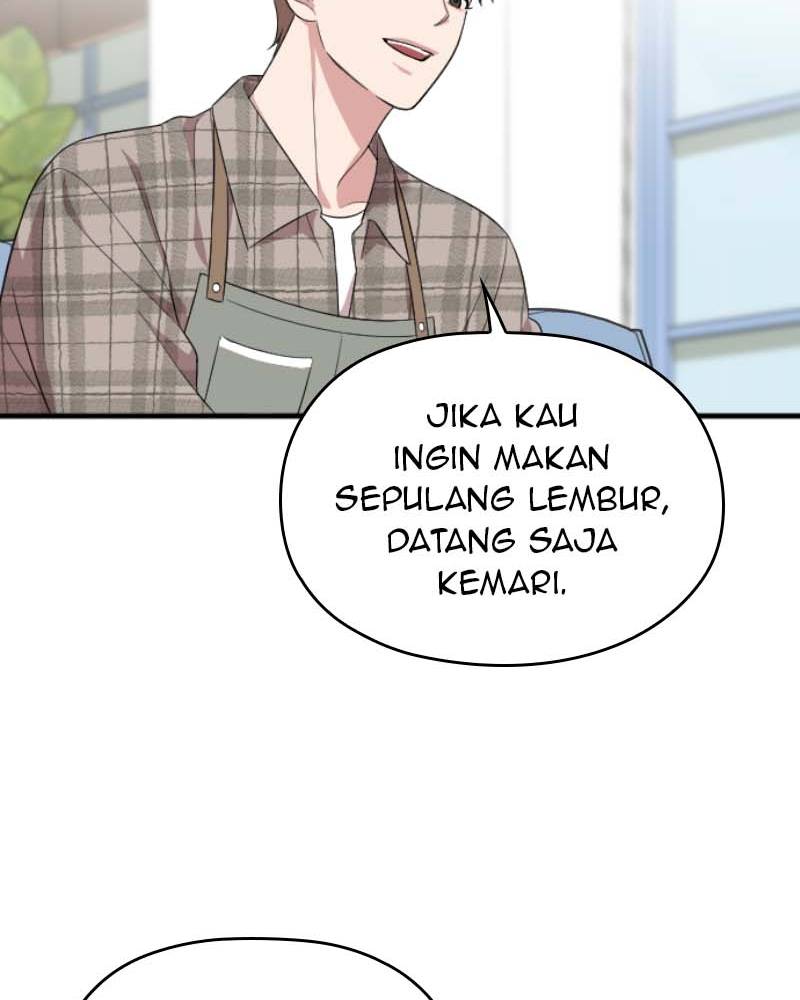 JIKA KAU
INGIN MAKAN
SEPULANG LEMBUR,
DATANG SAJA
KEMARI.